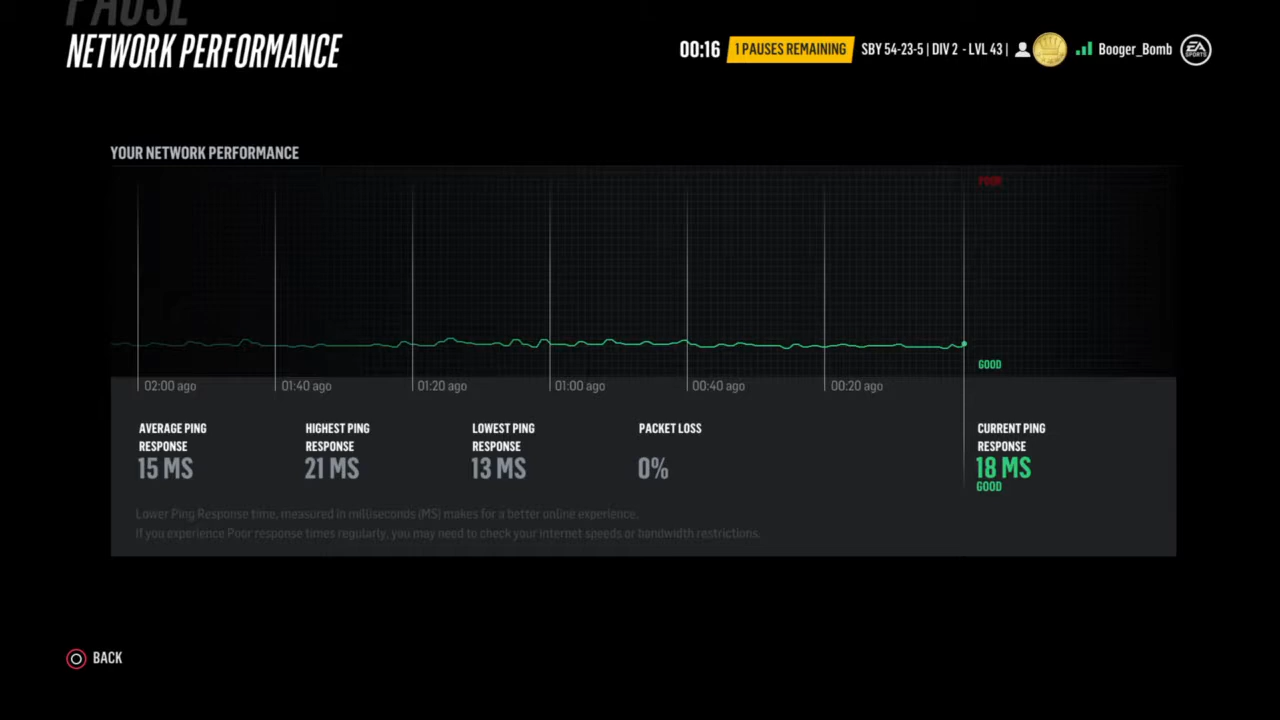 PAUSE
NETWORK PERFORMANCE
00:16 1 PAUSES REMAINING SBY 54-23-5 | DIV 2 - LVL 43 | Booger_Bomb EA SPORTS
YOUR NETWORK PERFORMANCE
POOR
GOOD
02:00 ago 01:40 ago 01:20 ago 01:00 ago 00:40 ago 00:20 ago
AVERAGE PING HIGHEST PING LOWEST PING PACKET LOSS CURRENT PING
RESPONSE RESPONSE RESPONSE RESPONSE
15 MS 21 MS 13 MS 0% 18 MS
GOOD
Lower Ping Response time, measured in milliseconds (MS) makes for a better online experience.
If you experience Poor response times regularly, you may need to check your internet speeds or bandwidth restrictions.
BACK